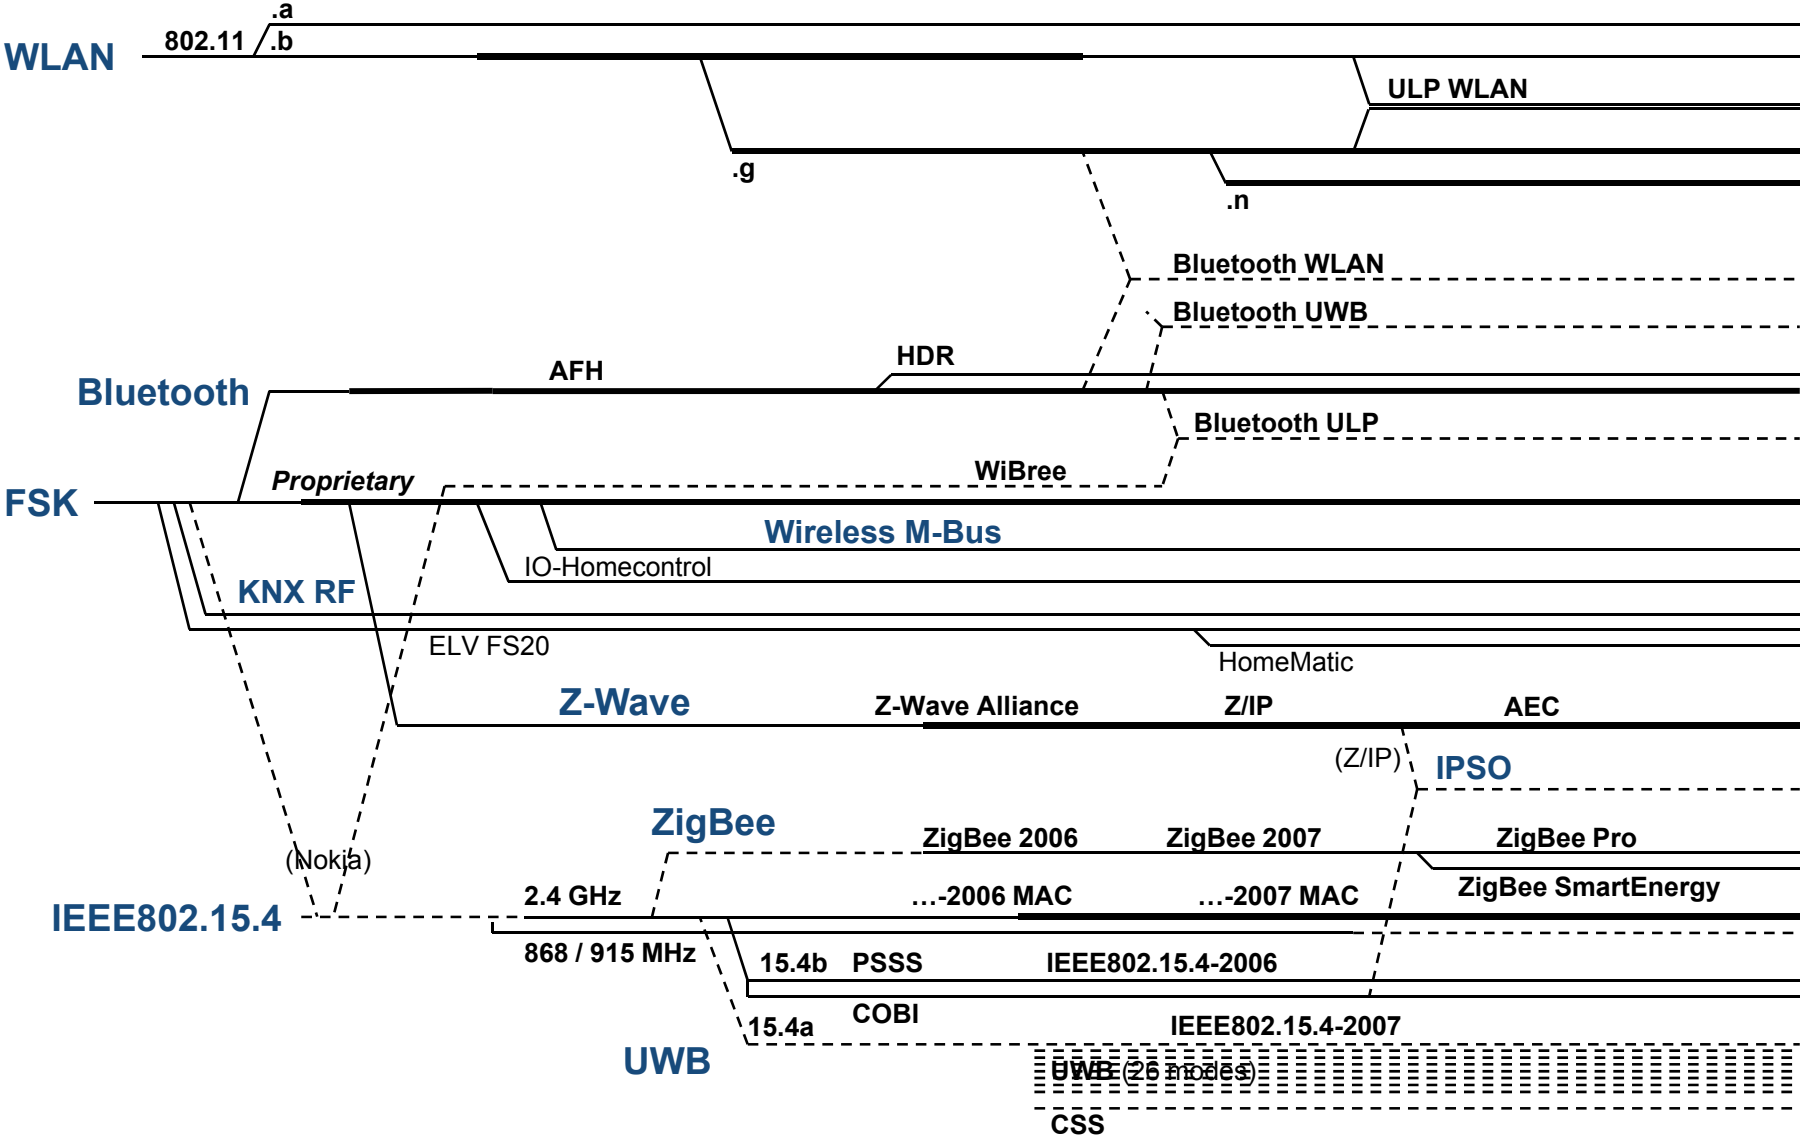 .a
802.11
.b
WLAN
ULP WLAN
.g
.n
Bluetooth WLAN
Bluetooth UWB
HDR
AFH
Bluetooth
Bluetooth ULP
WiBree
Proprietary
FSK
Wireless M-Bus
IO-Homecontrol
KNX RF
ELV FS20
HomeMatic
Z-Wave
Z-Wave Alliance
Z/IP
AEC
(Z/IP)
IPSO
ZigBee
ZigBee 2006
ZigBee 2007
ZigBee Pro
(Nokia)
ZigBee SmartEnergy
2.4 GHz
…-2006 MAC
…-2007 MAC
IEEE802.15.4
868 / 915 MHz
15.4b
PSSS
IEEE802.15.4-2006
COBI
15.4a
IEEE802.15.4-2007
UWB
UWB (26 modes)
CSS